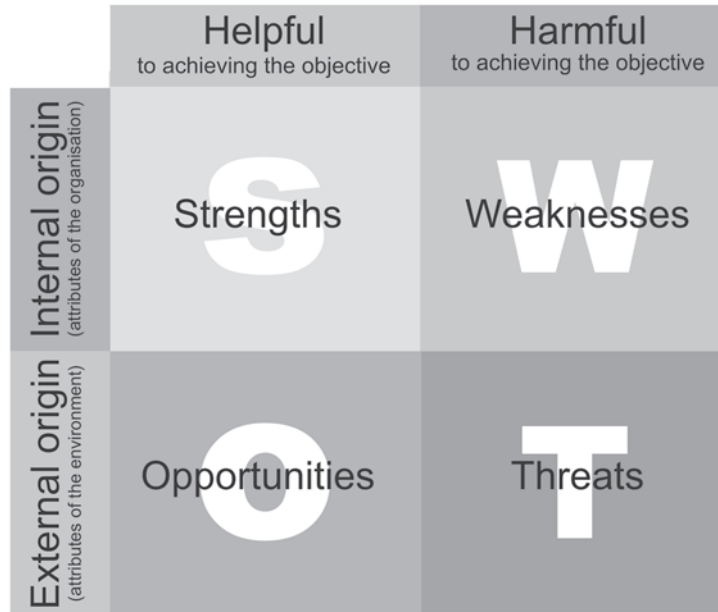 Helpful
to achieving the objective
Harmful
to achieving the objective
Internal origin
(attributes of the organisation)
S
Strengths
W
Weaknesses
External origin
(attributes of the environment)
O
Opportunities
T
Threats